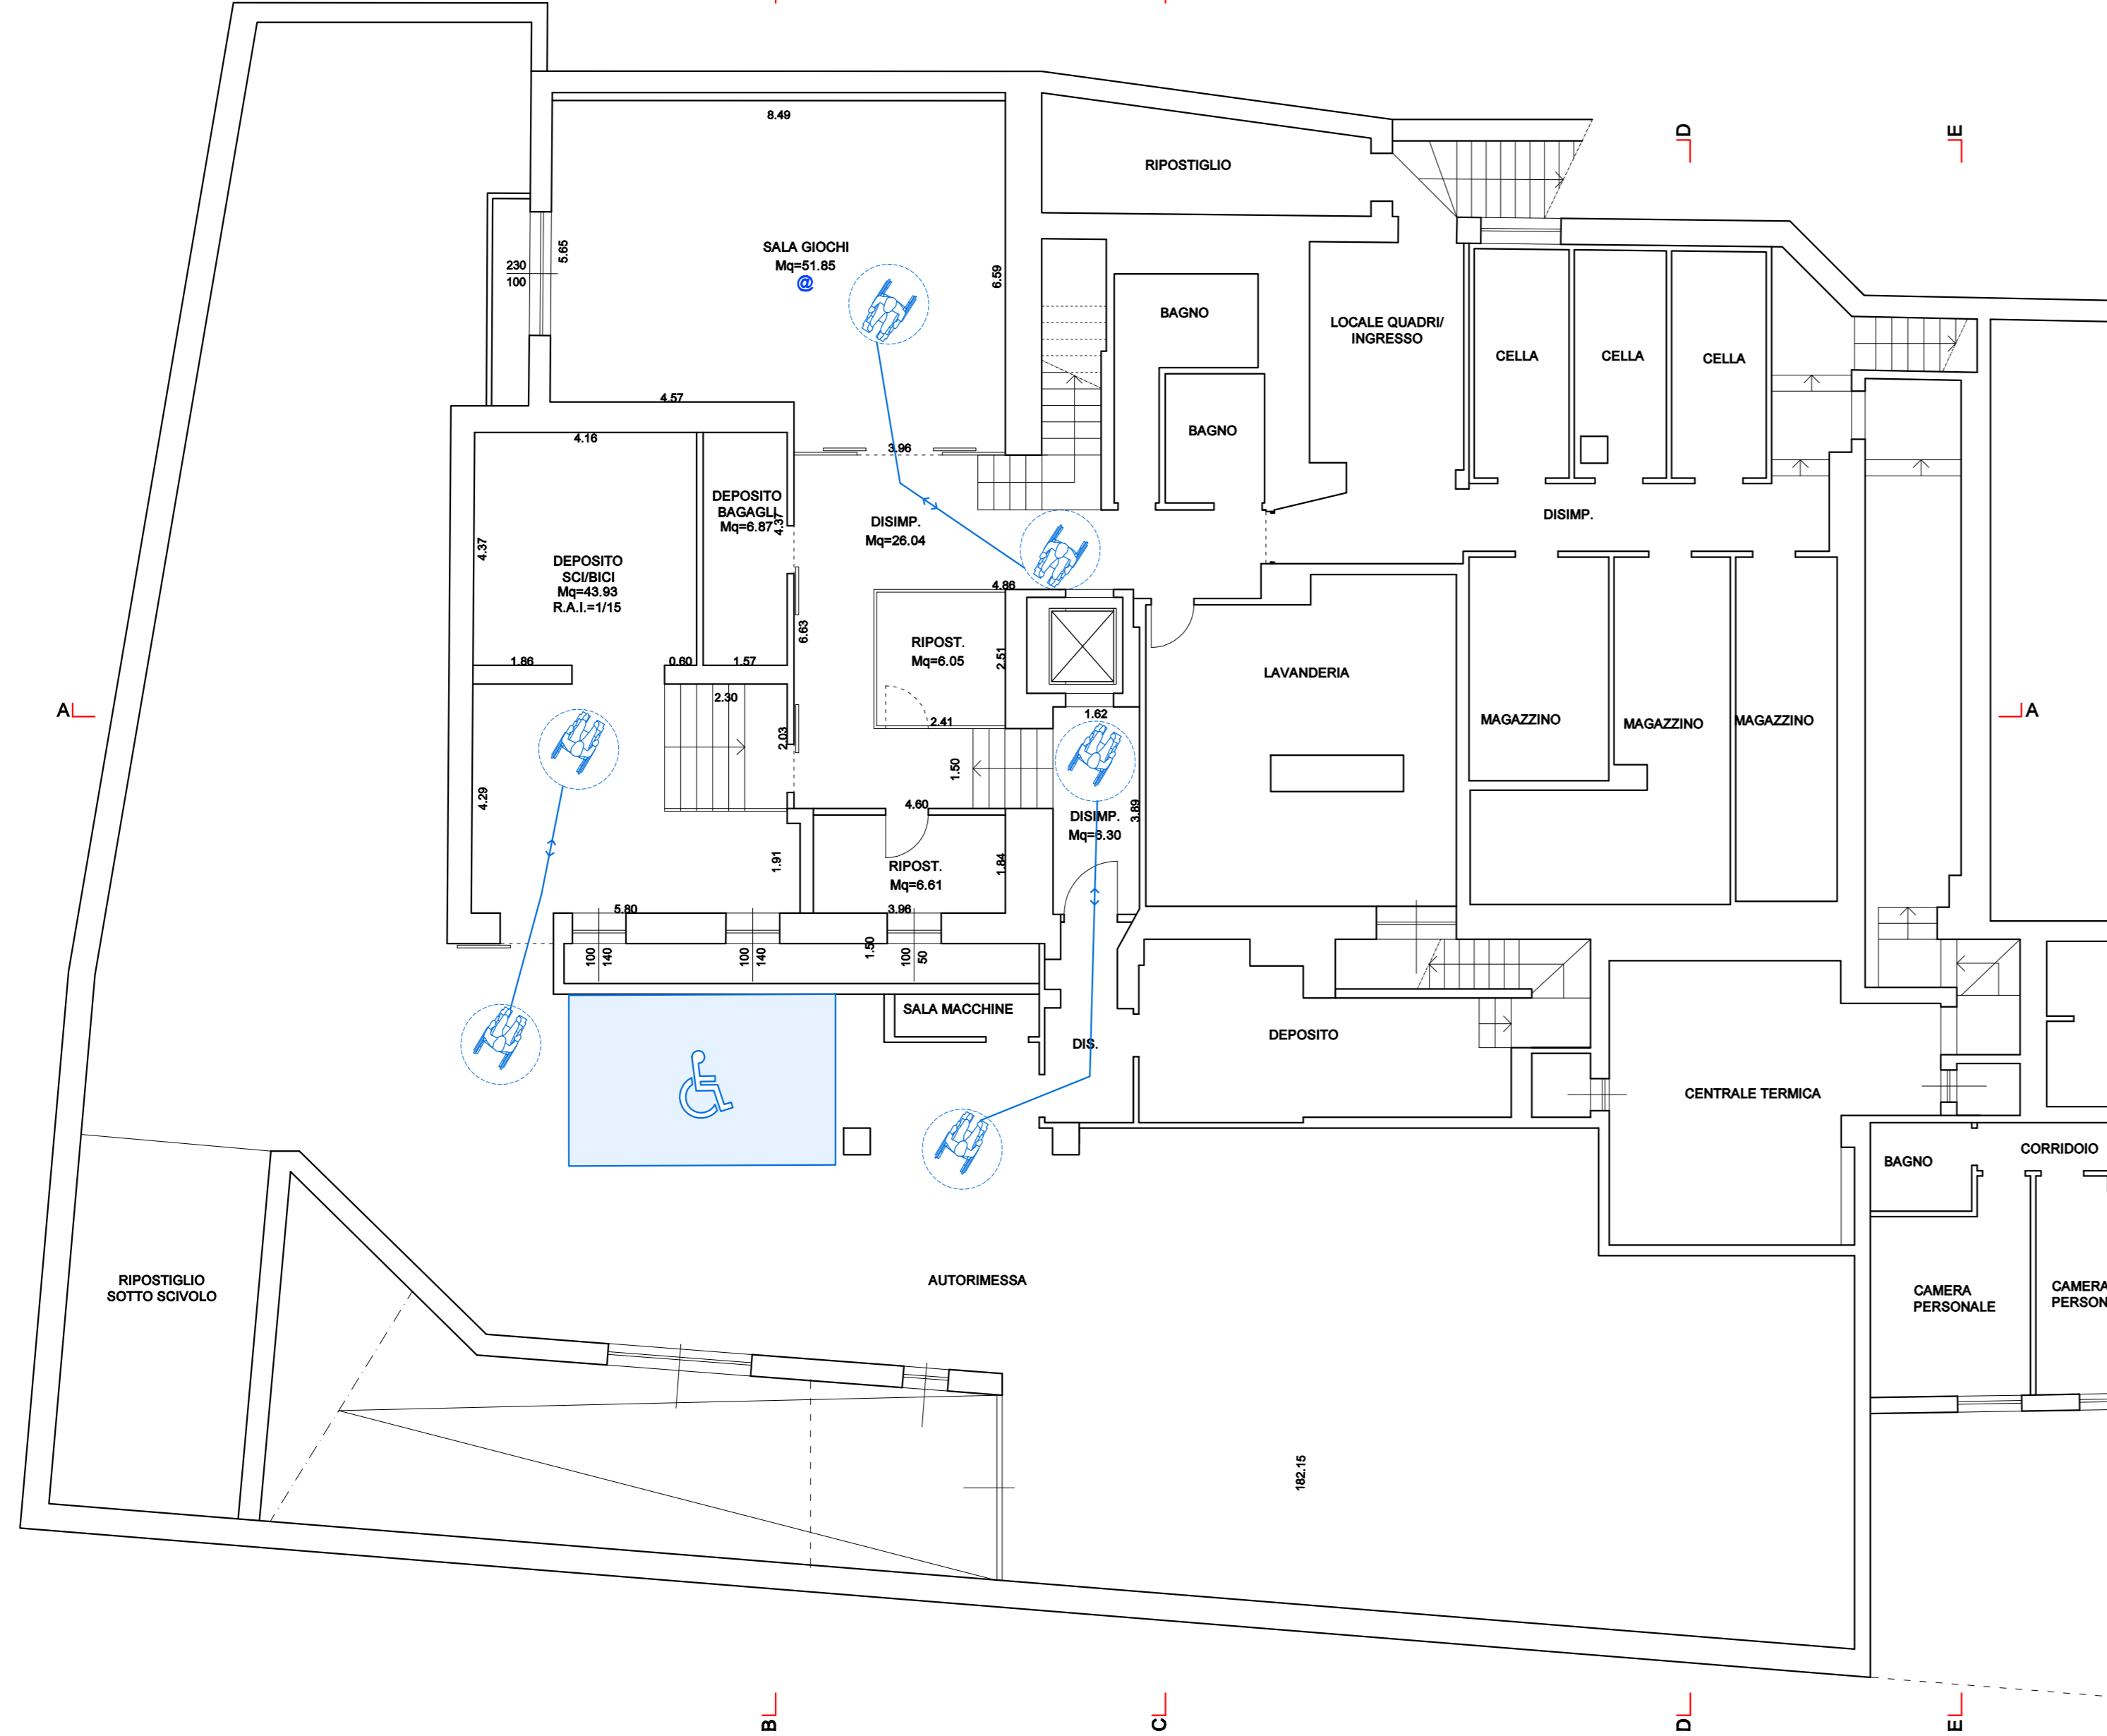 D
E
8.49
RIPOSTIGLIO
SALA GIOCHI
Mq=51.85
@
5.65
230
100
6.59
BAGNO
LOCALE QUADRI/
INGRESSO
CELLA
CELLA
CELLA
4.57
4.16
3.96
BAGNO
DEPOSITO
BAGAGLI
Mq=6.87
4.37
DISIMP.
Mq=26.04
DISIMP.
4.37
DEPOSITO
SCI/BICI
Mq=43.93
R.A.I.=1/15
4.86
6.63
RIPOST.
Mq=6.05
2.51
1.86
0.60
1.57
LAVANDERIA
2.30
2.41
1.62
A
A
MAGAZZINO
MAGAZZINO
MAGAZZINO
2.03
1.50
4.29
4.60
DISIMP.
Mq=6.30
3.89
1.91
RIPOST.
Mq=6.61
1.84
5.80
3.96
100
140
100
140
1.50
100
50
SALA MACCHINE
DIS.
DEPOSITO
CENTRALE TERMICA
BAGNO
CORRIDOIO
RIPOSTIGLIO
SOTTO SCIVOLO
AUTORIMESSA
CAMERA
PERSONALE
CAMERA
PERSON
182.15
B
C
D
E